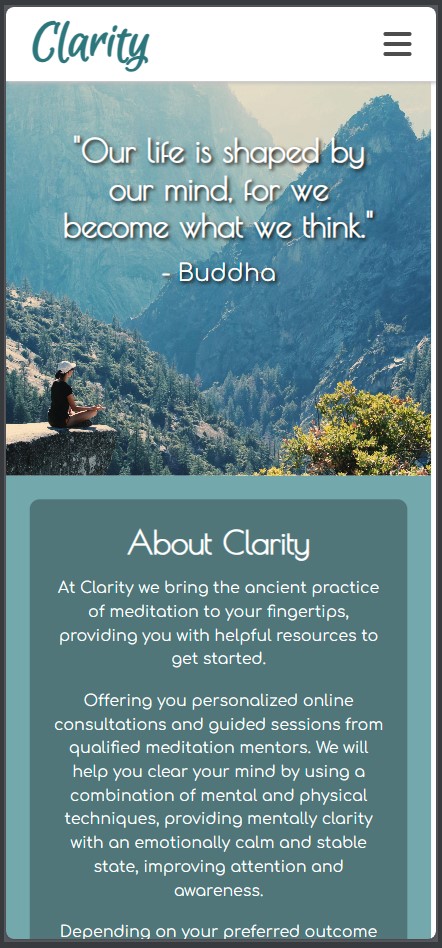 Clarity
"Our life is shaped by
our mind, for we
become what we think."
- Buddha
About Clarity
At Clarity we bring the ancient practice
of meditation to your fingertips,
providing you with helpful resources to
get started.
Offering you personalized online
consultations and guided sessions from
qualified meditation mentors. We will
help you clear your mind by using a
combination of mental and physical
techniques, providing mentally clarity
with an emotionally calm and stable
state, improving attention and
awareness.
Depending on your preferred outcome